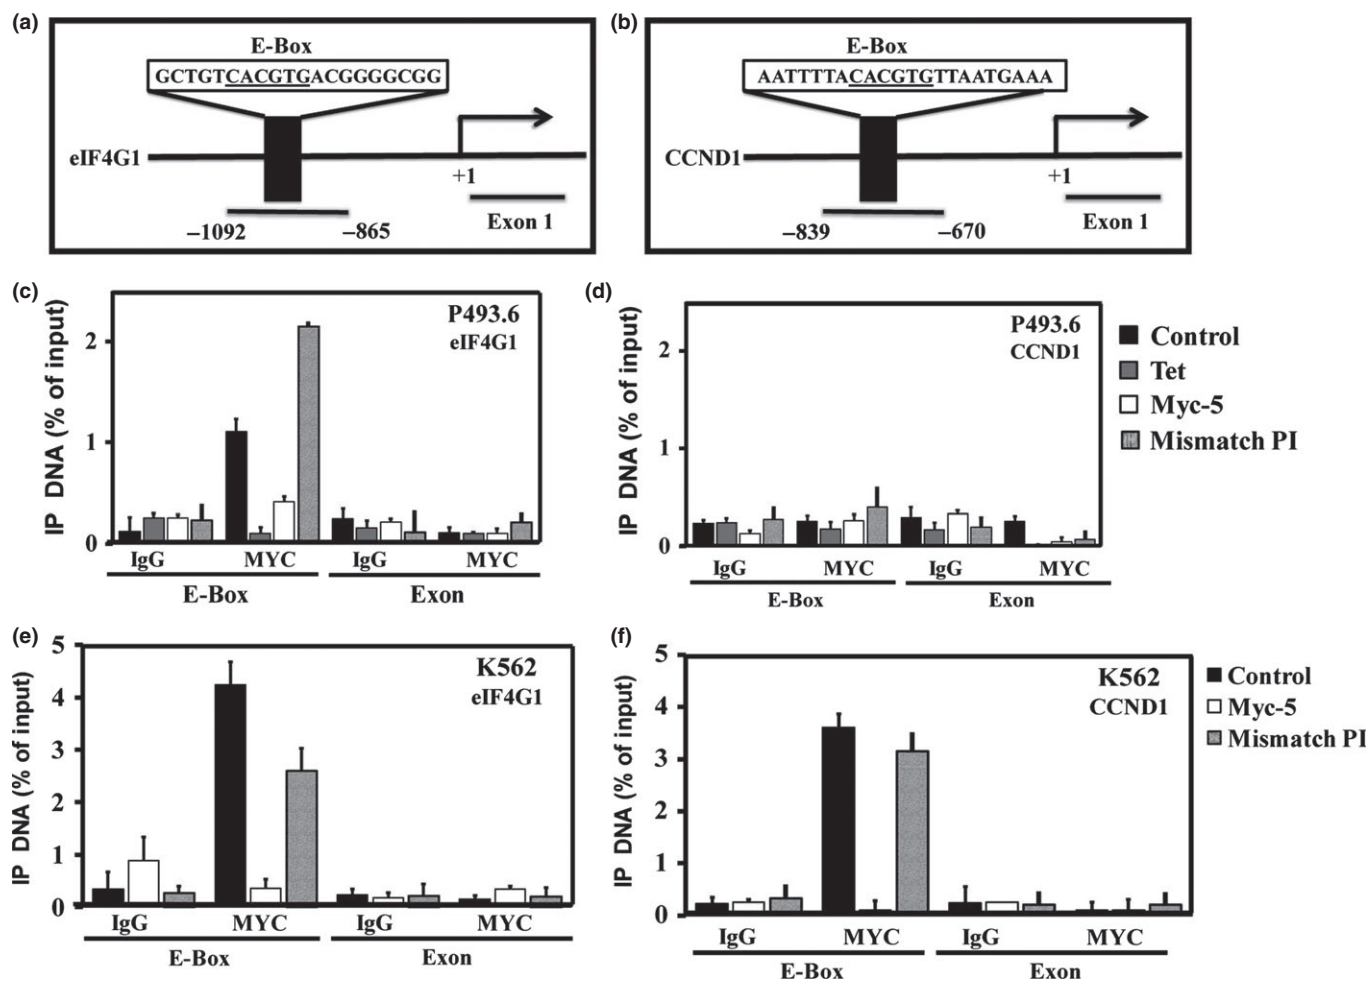 (a)
E-Box
GCTGTCACGTGACGGGGCGG
eIF4G1
+1
Exon 1
–1092
–865
(b)
E-Box
AATTTTACACGTGTTAATGAAA
CCND1
+1
Exon 1
–839
–670
(c)
IP DNA (% of input)
2
1
0
P493.6
eIF4G1
IgG
MYC
IgG
MYC
E-Box
Exon
(d)
IP DNA (% of input)
2
1
0
P493.6
CCND1
IgG
MYC
IgG
MYC
E-Box
Exon
Control
Tet
Myc-5
Mismatch PI
(e)
IP DNA (% of input)
5
4
3
2
1
0
K562
eIF4G1
IgG
MYC
IgG
MYC
E-Box
Exon
(f)
IP DNA (% of input)
5
4
3
2
1
0
K562
CCND1
IgG
MYC
IgG
MYC
E-Box
Exon
Control
Myc-5
Mismatch PI